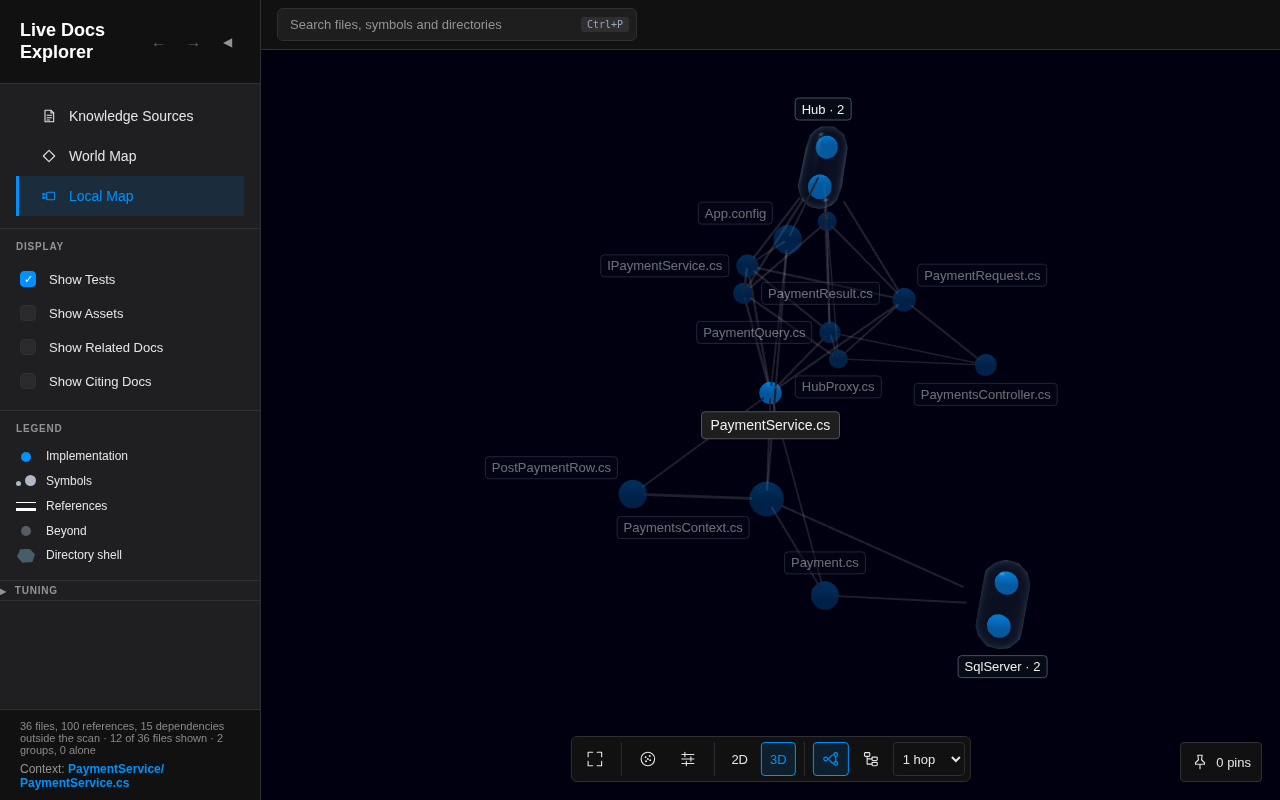 Live Docs
Explorer
Search files, symbols and directories
Ctrl+P
Knowledge Sources
World Map
Local Map
DISPLAY
Show Tests
Show Assets
Show Related Docs
Show Citing Docs
LEGEND
Implementation
Symbols
References
Beyond
Directory shell
TUNING
36 files, 100 references, 15 dependencies
outside the scan · 12 of 36 files shown · 2
groups, 0 alone
Context: PaymentService/
PaymentService.cs
Hub · 2
App.config
IPaymentService.cs
PaymentRequest.cs
PaymentResult.cs
PaymentQuery.cs
HubProxy.cs
PaymentsController.cs
PaymentService.cs
PostPaymentRow.cs
PaymentsContext.cs
Payment.cs
SqlServer · 2
2D
3D
1 hop
0 pins